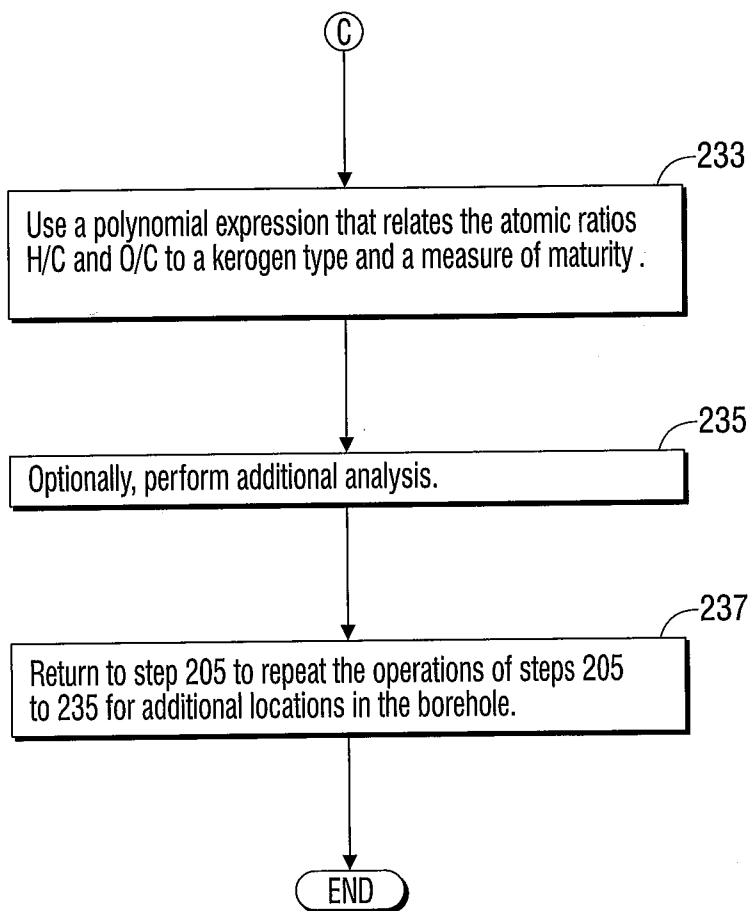 C
233
Use a polynomial expression that relates the atomic ratios
H/C and O/C to a kerogen type and a measure of maturity .
235
Optionally, perform additional analysis.
237
Return to step 205 to repeat the operations of steps 205
to 235 for additional locations in the borehole.
END